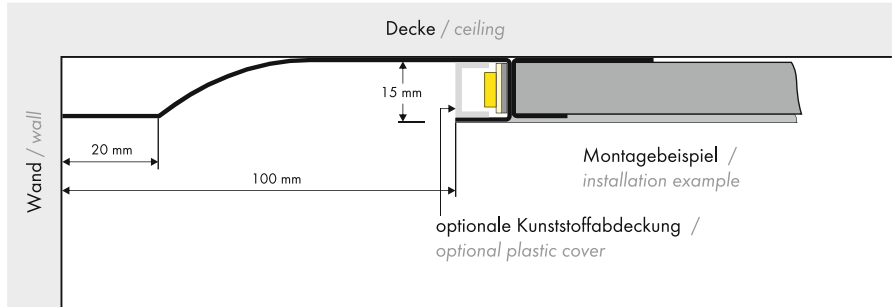 Decke / ceiling
Wand / wall
15 mm
20 mm
100 mm
Montagebeispiel /
installation example
optionale Kunststoffabdeckung /
optional plastic cover